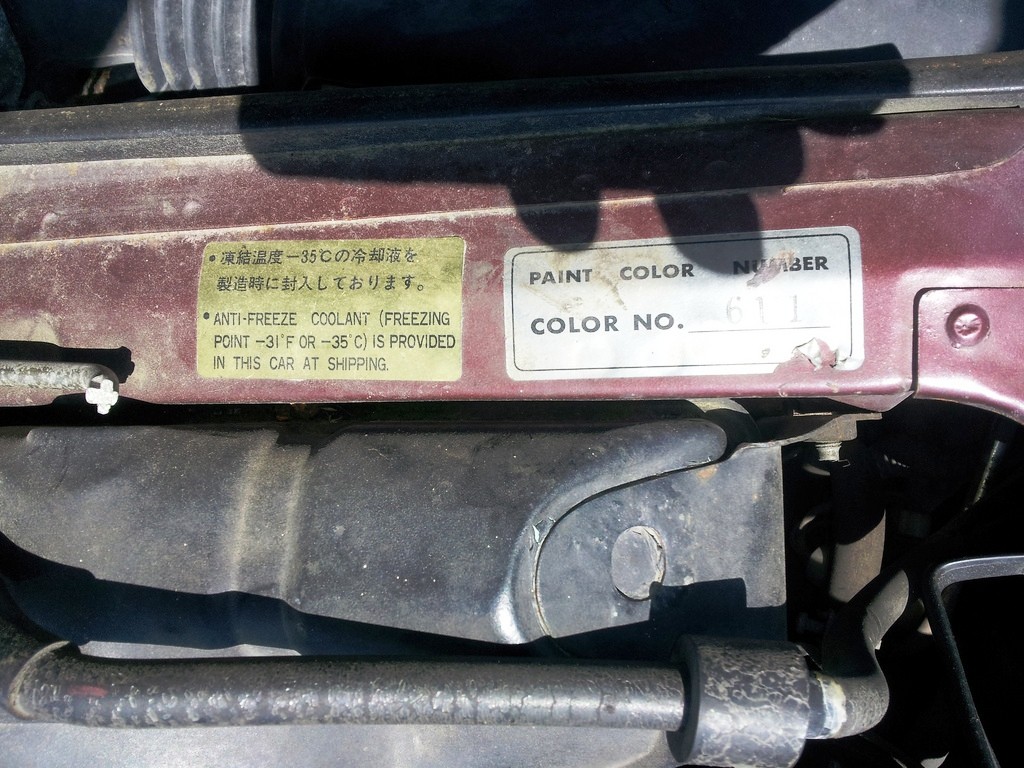 • 凍結温度−35℃の冷却液を
製造時に封入しております。
• ANTI-FREEZE COOLANT (FREEZING
POINT −31°F OR −35°C) IS PROVIDED
IN THIS CAR AT SHIPPING.
PAINT COLOR NUMBER
COLOR NO. 611